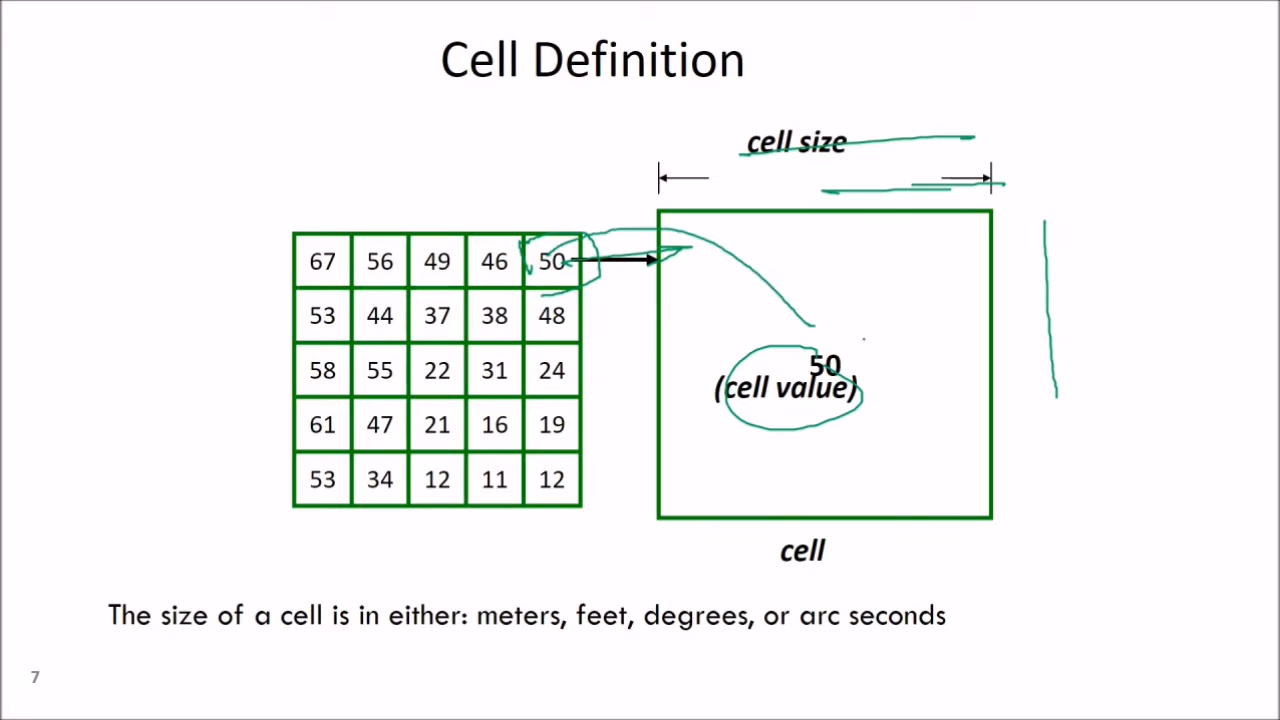 Cell Definition
cell size
67 56 49 46 50
53 44 37 38 48
58 55 22 31 24
61 47 21 16 19
53 34 12 11 12
50
(cell value)
cell
The size of a cell is in either: meters, feet, degrees, or arc seconds
7